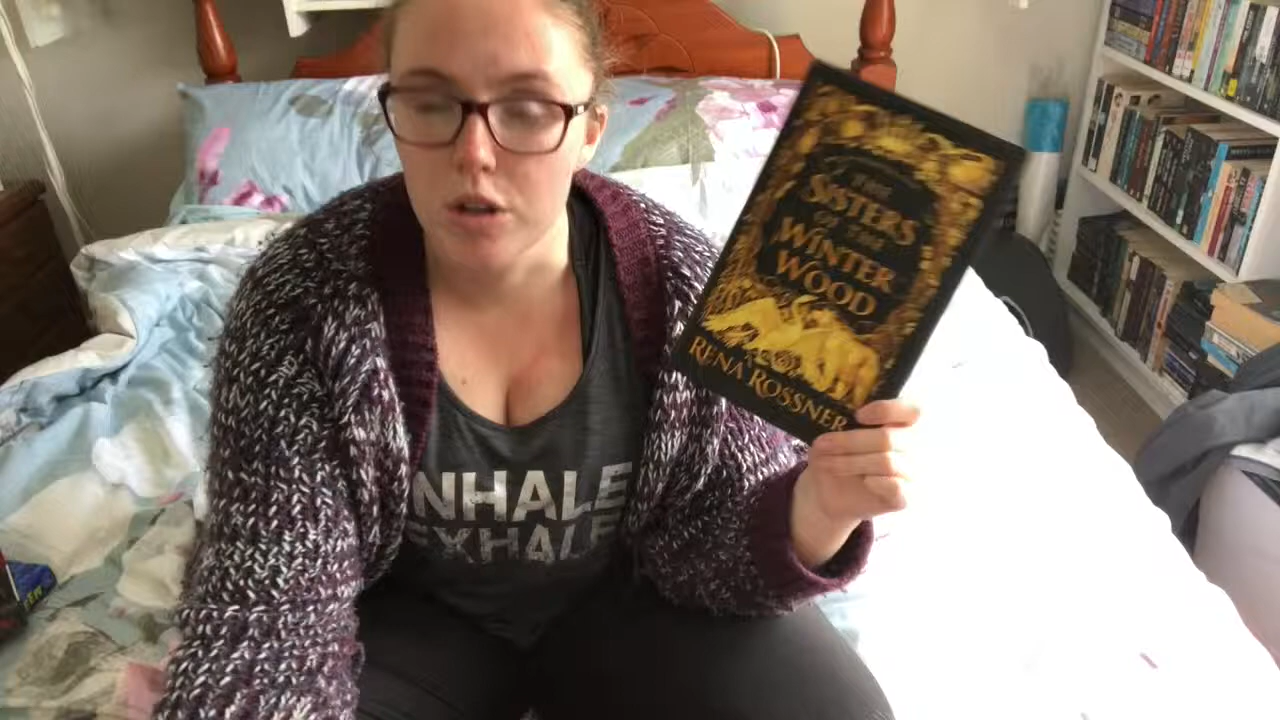 THE
SISTERS
OF THE
WINTER
WOOD
RENA ROSSNER
INHALE
EXHALE